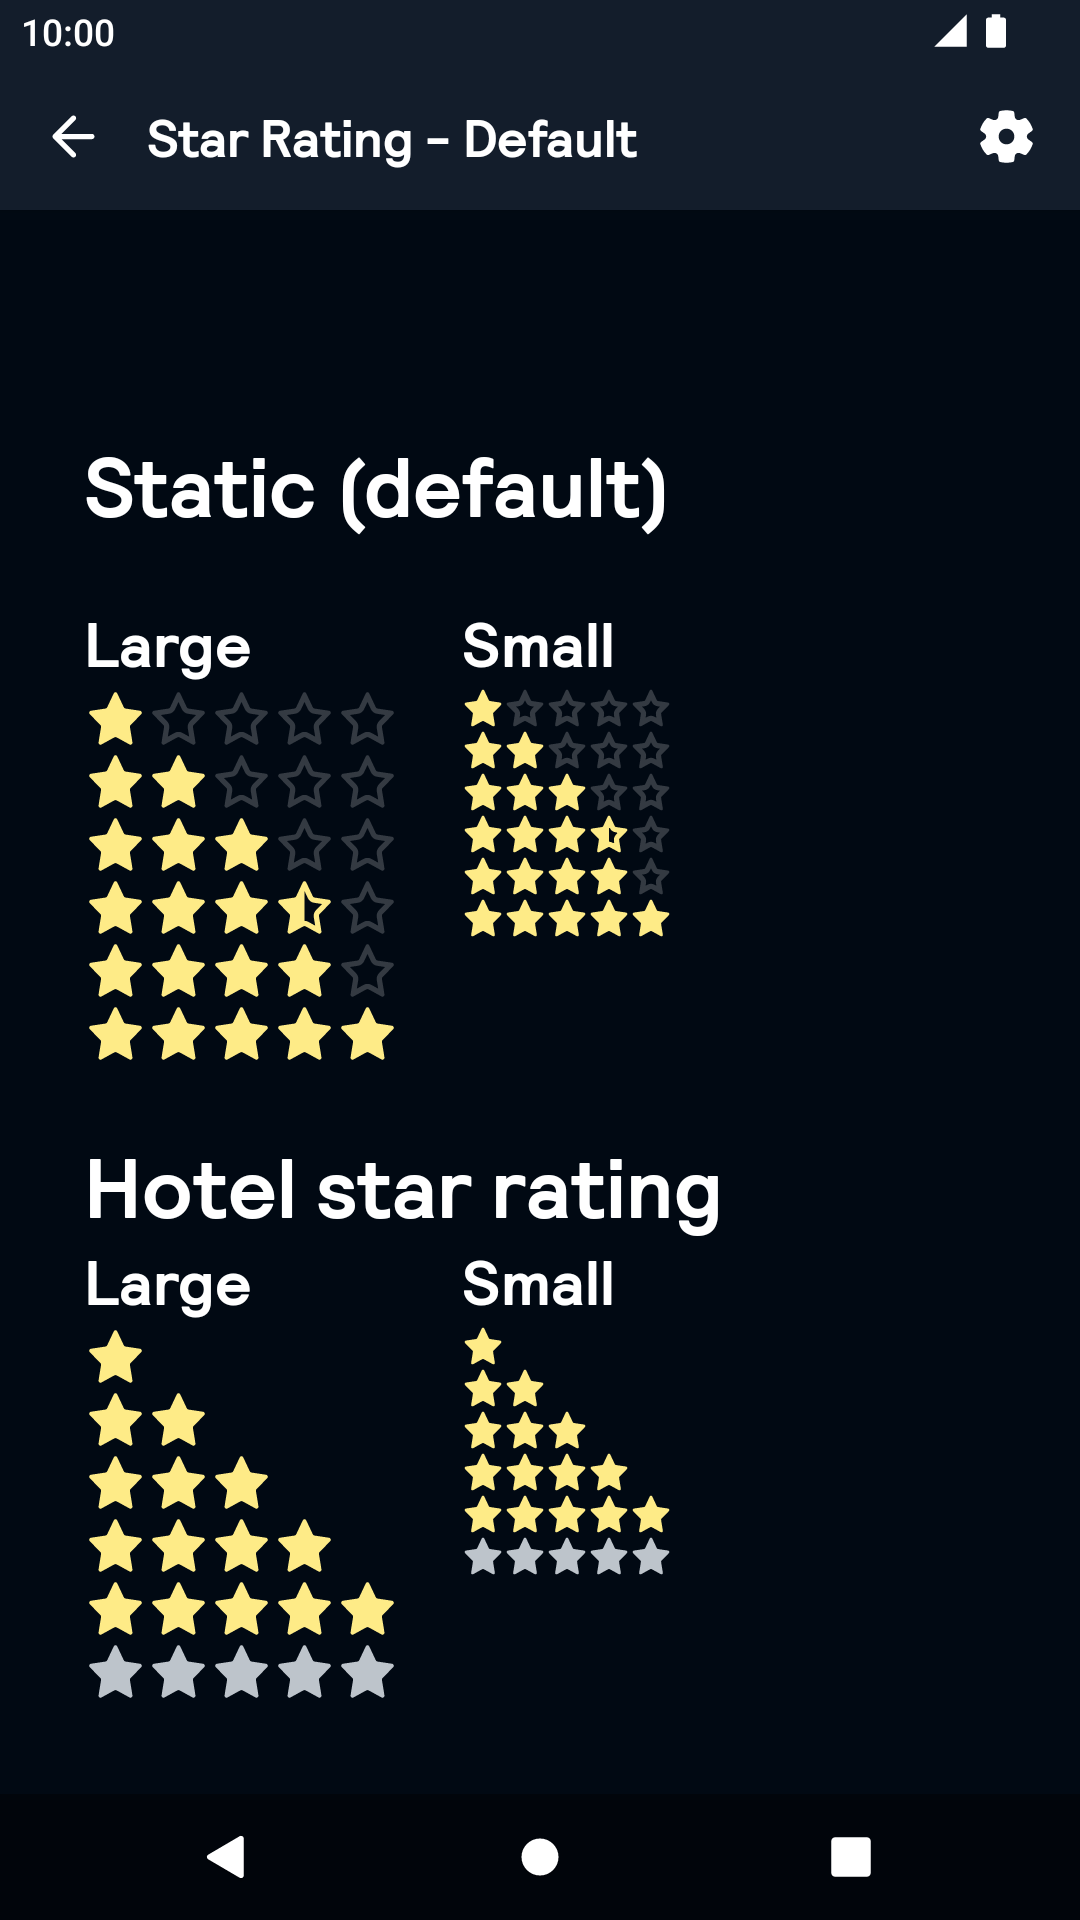 10:00
Star Rating - Default
Static (default)
Large
Small
Hotel star rating
Large
Small